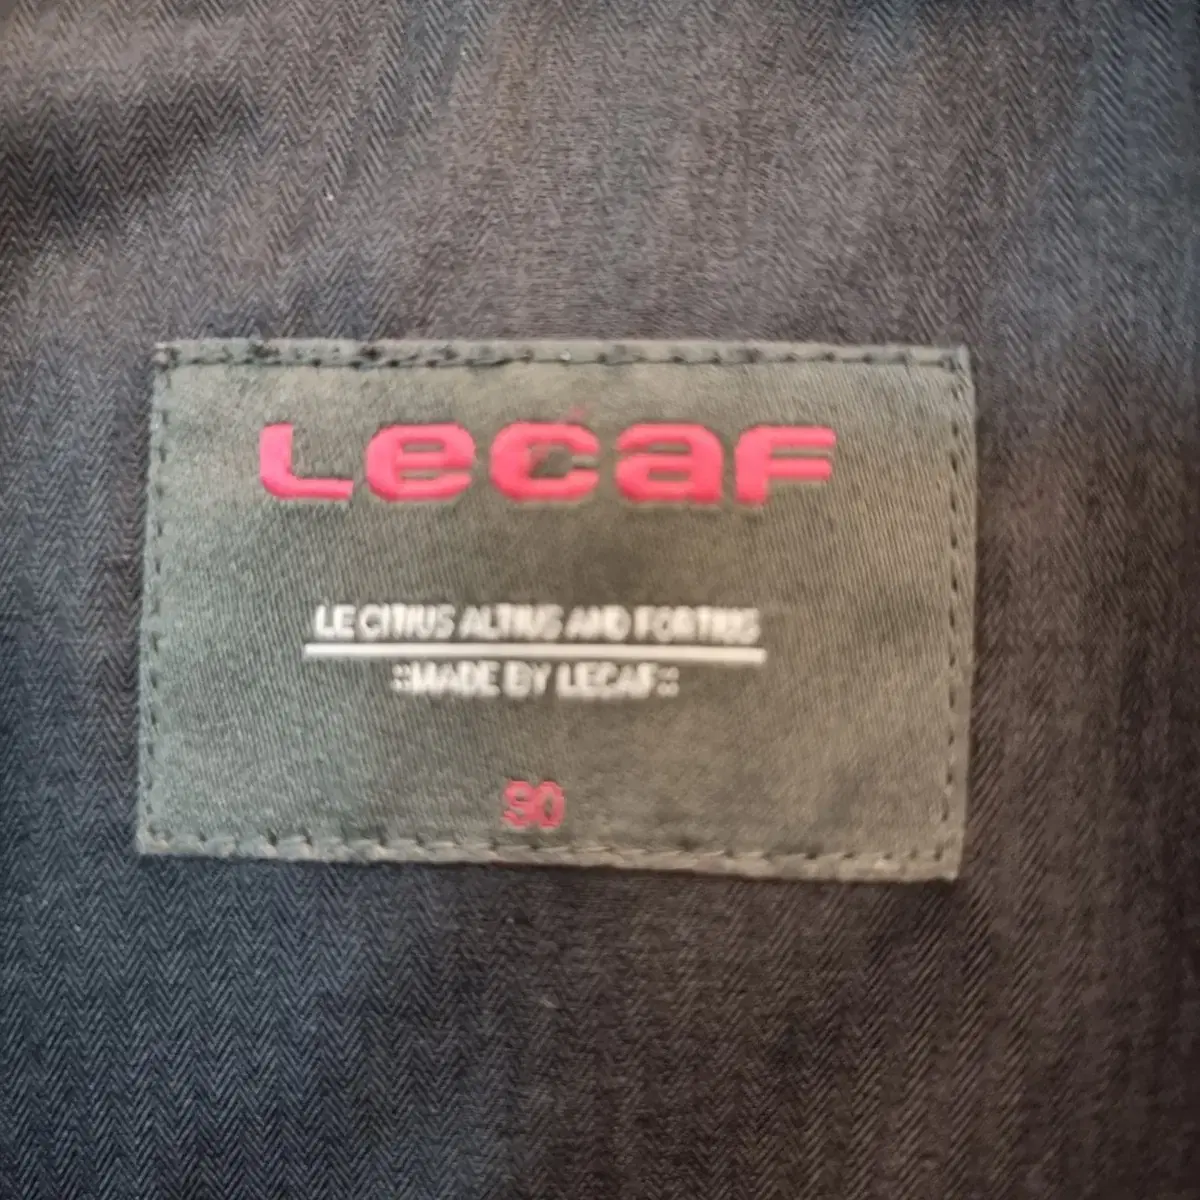 Lecaf
LE CITIUS ALTIUS AND FORTIUS
::MADE BY LECAF::
90